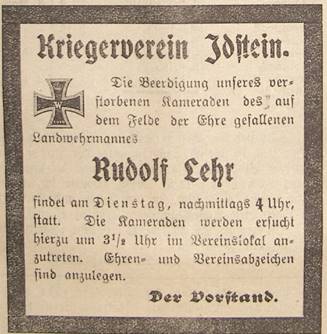 Kriegerverein Idstein.
Die Beerdigung unseres ver-
storbenen Kameraden des auf
dem Felde der Ehre gefallenen
Landwehrmannes
Rudolf Lehr
findet am Dienstag, nachmittags 4 Uhr,
statt. Die Kameraden werden ersucht
hierzu um 3½ Uhr im Vereinslokal an-
zutreten. Ehren- und Vereinsabzeichen
sind anzulegen.
Der Vorstand.